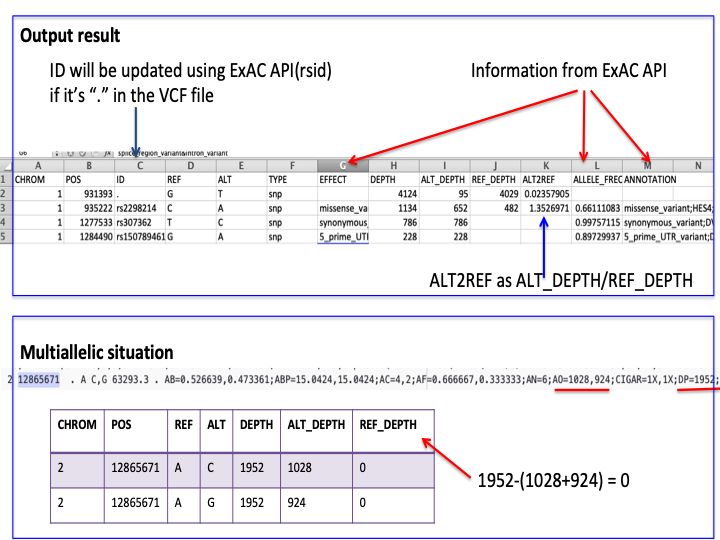 Output result
ID will be updated using ExAC API(rsid)
if it's “.” in the VCF file
Information from ExAC API
A B C D E F G H I J K L M N
1 CHROM POS ID REF ALT TYPE EFFECT DEPTH ALT_DEPTH REF_DEPTH ALT2REF ALLELE_FREC ANNOTATION
2 1 931393 . G T snp 4124 95 4029 0.02357905
3 1 935222 rs2298214 C A snp missense_va 1134 652 482 1.3526971 0.66111083 missense_variant;HES4;
4 1 1277533 rs307362 T C snp synonymous_ 786 786 0.99757115 synonymous_variant;DV
5 1 1284490 rs150789461 G A snp 5_prime_UTI 228 228 0.89729937 5_prime_UTR_variant;D
ALT2REF as ALT_DEPTH/REF_DEPTH
Multiallelic situation
2 12865671 . A C,G 63293.3 . AB=0.526639,0.473361;ABP=15.0424,15.0424;AC=4,2;AF=0.666667,0.333333;AN=6;AO=1028,924;CIGAR=1X,1X;DP=1952;
CHROM POS REF ALT DEPTH ALT_DEPTH REF_DEPTH
2 12865671 A C 1952 1028 0
2 12865671 A G 1952 924 0
1952-(1028+924) = 0